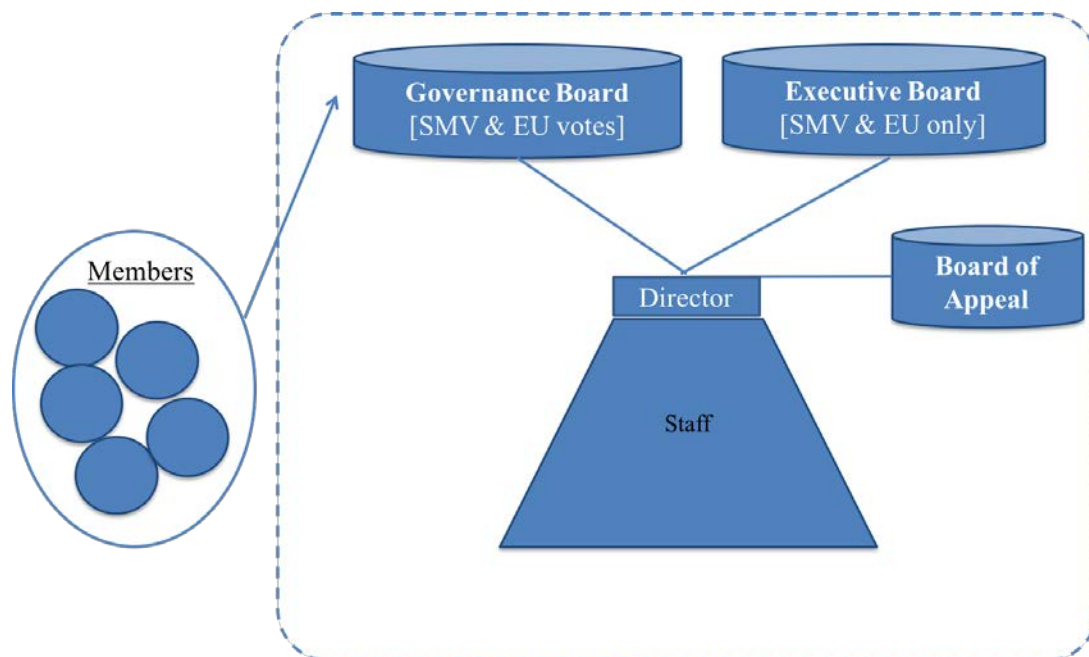 Governance Board
[SMV & EU votes]
Executive Board
[SMV & EU only]
Members
Director
Board of
Appeal
Staff